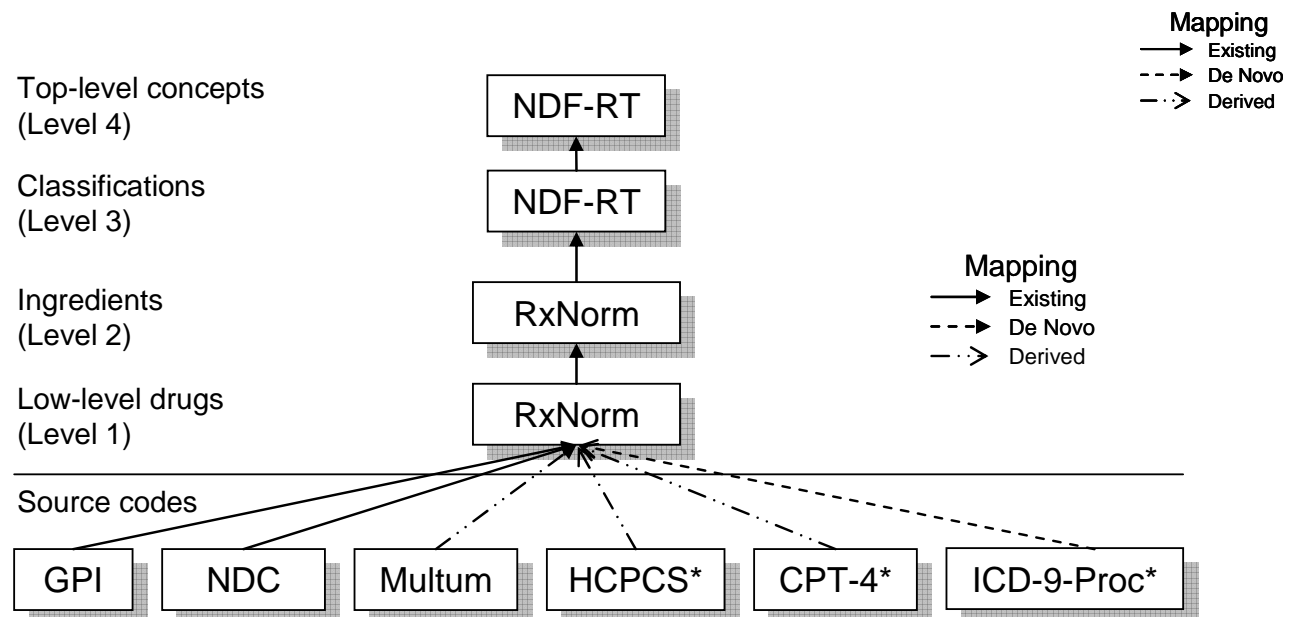 Mapping
Existing
De Novo
Derived
Top-level concepts
(Level 4)
NDF-RT
Classifications
(Level 3)
NDF-RT
Mapping
Existing
De Novo
Derived
Ingredients
(Level 2)
RxNorm
Low-level drugs
(Level 1)
RxNorm
Source codes
GPI
NDC
Multum
HCPCS*
CPT-4*
ICD-9-Proc*